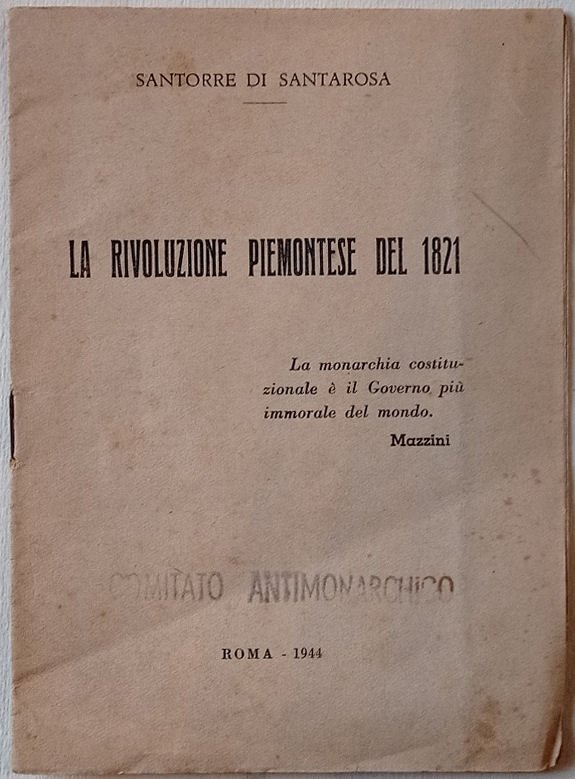 SANTORRE DI SANTAROSA
LA RIVOLUZIONE PIEMONTESE DEL 1821
La monarchia costitu-
zionale è il Governo più
immorale del mondo.
Mazzini
COMITATO ANTIMONARCHICO
ROMA - 1944